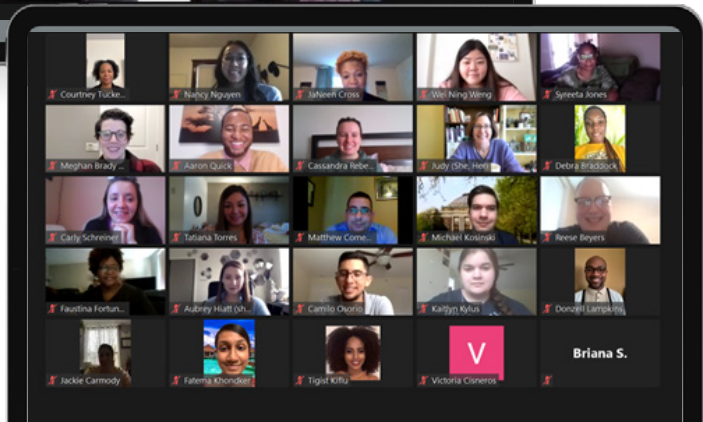 Courtney Tucke...
Nancy Nguyen
JaNeen Cross
Wei Ning Weng
Syreeta Jones
Meghan Brady ...
Aaron Quick
Cassandra Rebe...
Judy (She, Her)
Debra Braddock
Carly Schreiner
Tatiana Torres
Matthew Come...
Michael Kosinski
Reese Beyers
Faustina Fortun...
Aubrey Hiatt (sh...
Camilo Osorio
Kaitlyn Kylus
Donzell Lampkins
Jackie Carmody
Fatema Khondker
Tigist Kiflu
V
Victoria Cisneros
Briana S.